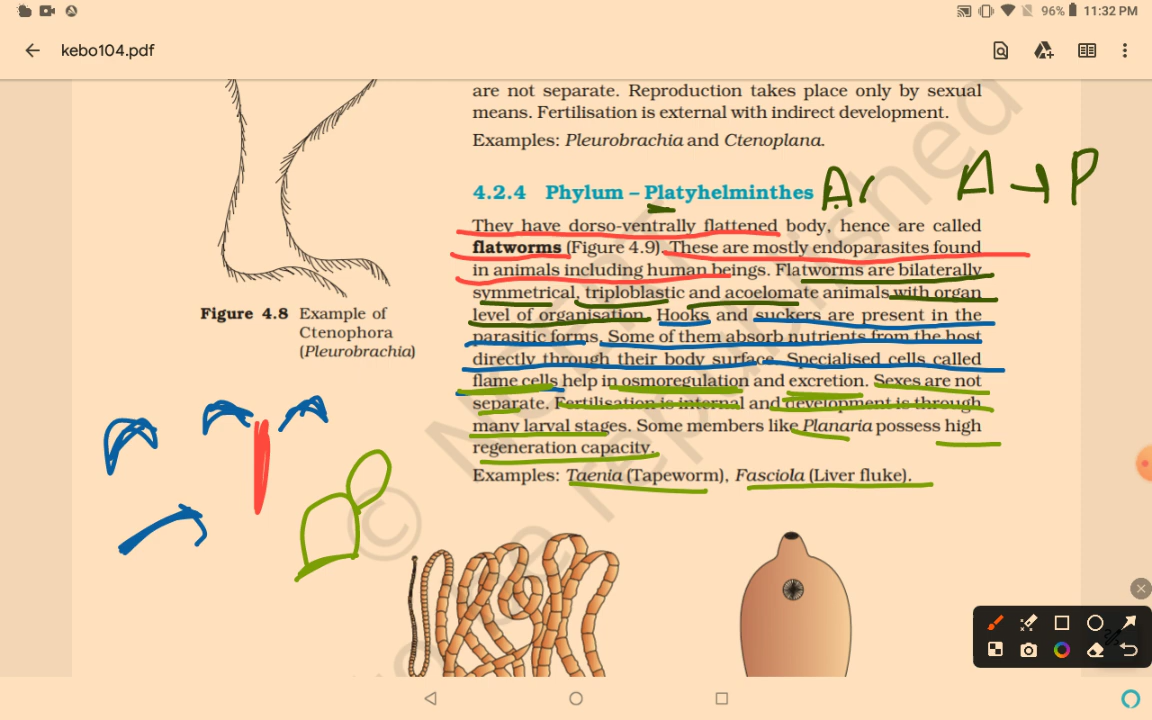 96% 11:32 PM
kebo104.pdf
are not separate. Reproduction takes place only by sexual
means. Fertilisation is external with indirect development.
Examples: Pleurobrachia and Ctenoplana.
4.2.4 Phylum – Platyhelminthes
A A → P
They have dorso-ventrally flattened body, hence are called
flatworms (Figure 4.9). These are mostly endoparasites found
in animals including human beings. Flatworms are bilaterally
symmetrical, triploblastic and acoelomate animals with organ
level of organisation. Hooks and suckers are present in the
parasitic forms. Some of them absorb nutrients from the host
directly through their body surface. Specialised cells called
flame cells help in osmoregulation and excretion. Sexes are not
separate. Fertilisation is internal and development is through
many larval stages. Some members like Planaria possess high
regeneration capacity.
Examples: Taenia (Tapeworm), Fasciola (Liver fluke).
Figure 4.8 Example of
Ctenophora
(Pleurobrachia)